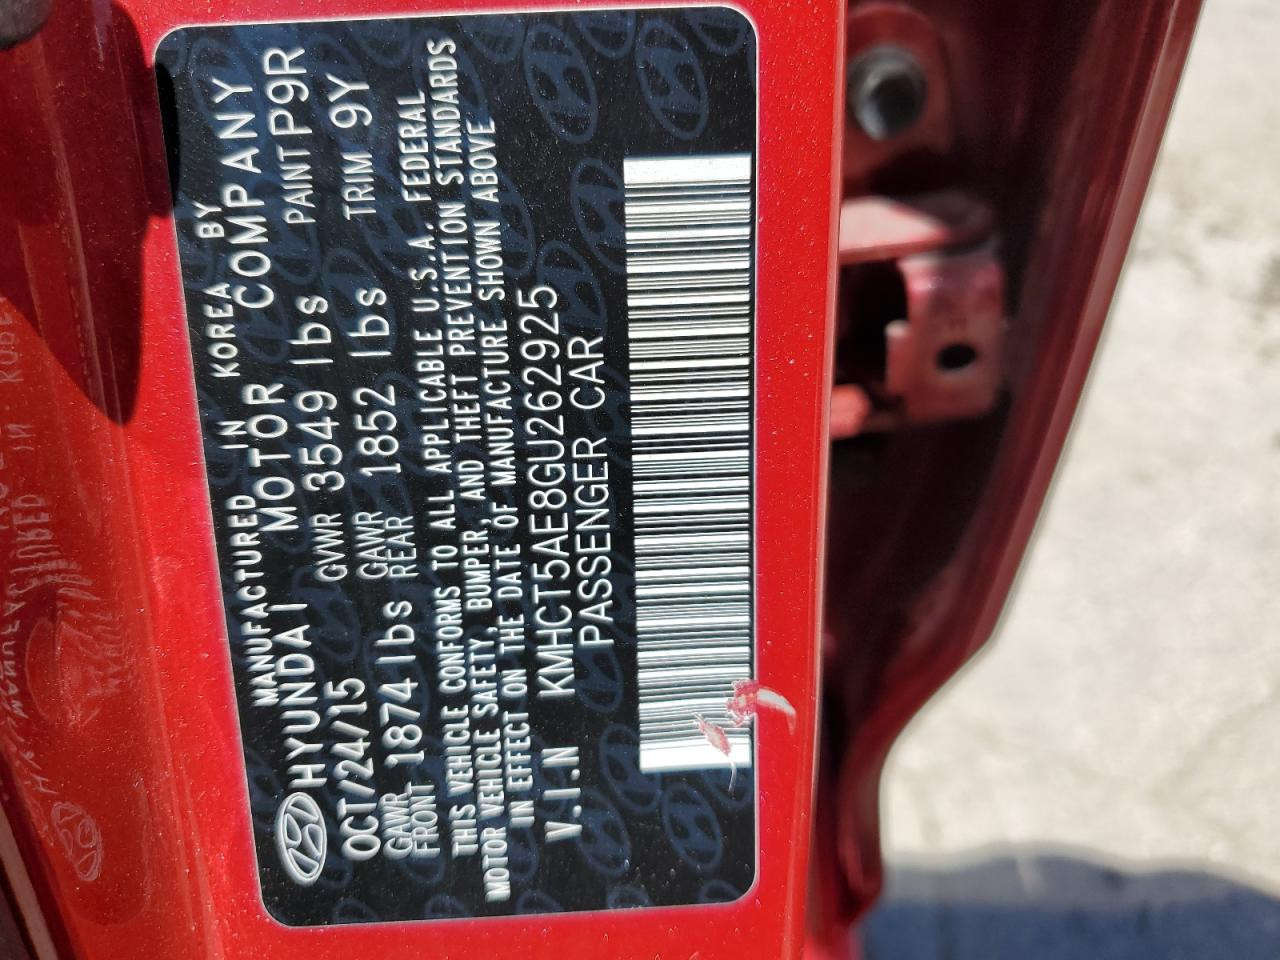 MANUFACTURED IN KOREA BY
HYUNDAI MOTOR COMPANY
OCT/24/15 GVWR 3549 lbs PAINT P9R
GAWR FRONT 1874 lbs GAWR REAR 1852 lbs TRIM 9Y
THIS VEHICLE CONFORMS TO ALL APPLICABLE U.S.A. FEDERAL
MOTOR VEHICLE SAFETY, BUMPER, AND THEFT PREVENTION STANDARDS
IN EFFECT ON THE DATE OF MANUFACTURE SHOWN ABOVE
V.I.N KMHCT5AE8GU262925
PASSENGER CAR